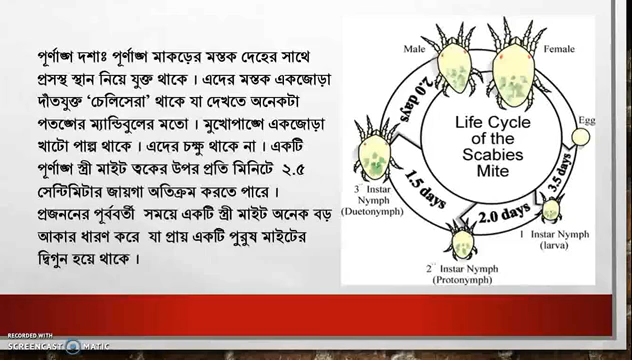 পূর্ণাঙ্গ দশাঃ পূর্ণাঙ্গ মাকড়ের মস্তক দেহের সাথে
প্রসস্থ স্থান নিয়ে যুক্ত থাকে । এদের মস্তক একজোড়া
দাঁতযুক্ত ‘চেলিসেরা’ থাকে যা দেখতে অনেকটা
পতঙ্গের ম্যান্ডিবুলের মতো । মুখোপাঙ্গে একজোড়া
খাটো পাল্প থাকে । এদের চক্ষু থাকে না । একটি
পূর্ণাঙ্গ স্ত্রী মাইট ত্বকের উপর প্রতি মিনিটে ২.৫
সেন্টিমিটার জায়গা অতিক্রম করতে পারে ।
প্রজননের পূর্ববর্তী সময়ে একটি স্ত্রী মাইট অনেক বড়
আকার ধারণ করে যা প্রায় একটি পুরুষ মাইটের
দ্বিগুন হয়ে থাকে ।
Male
Female
Egg
2.0 days
Life Cycle
of the
Scabies
Mite
3.5 days
1.5 days
2.0 days
3 Instar
Nymph
(Duetonymph)
1 Instar Nymph
(larva)
2 Instar Nymph
(Protonymph)
RECORDED WITH
SCREENCAST MATIC